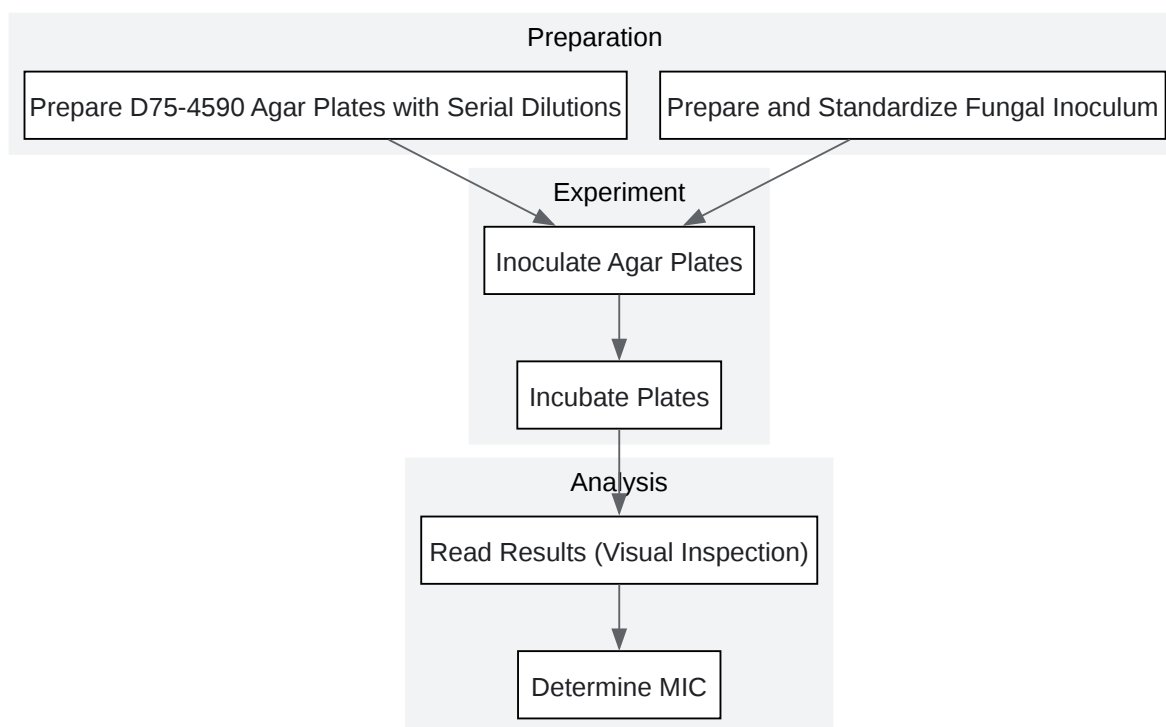 Preparation
Prepare D75-4590 Agar Plates with Serial Dilutions
Prepare and Standardize Fungal Inoculum
Experiment
Inoculate Agar Plates
Incubate Plates
Analysis
Read Results (Visual Inspection)
Determine MIC